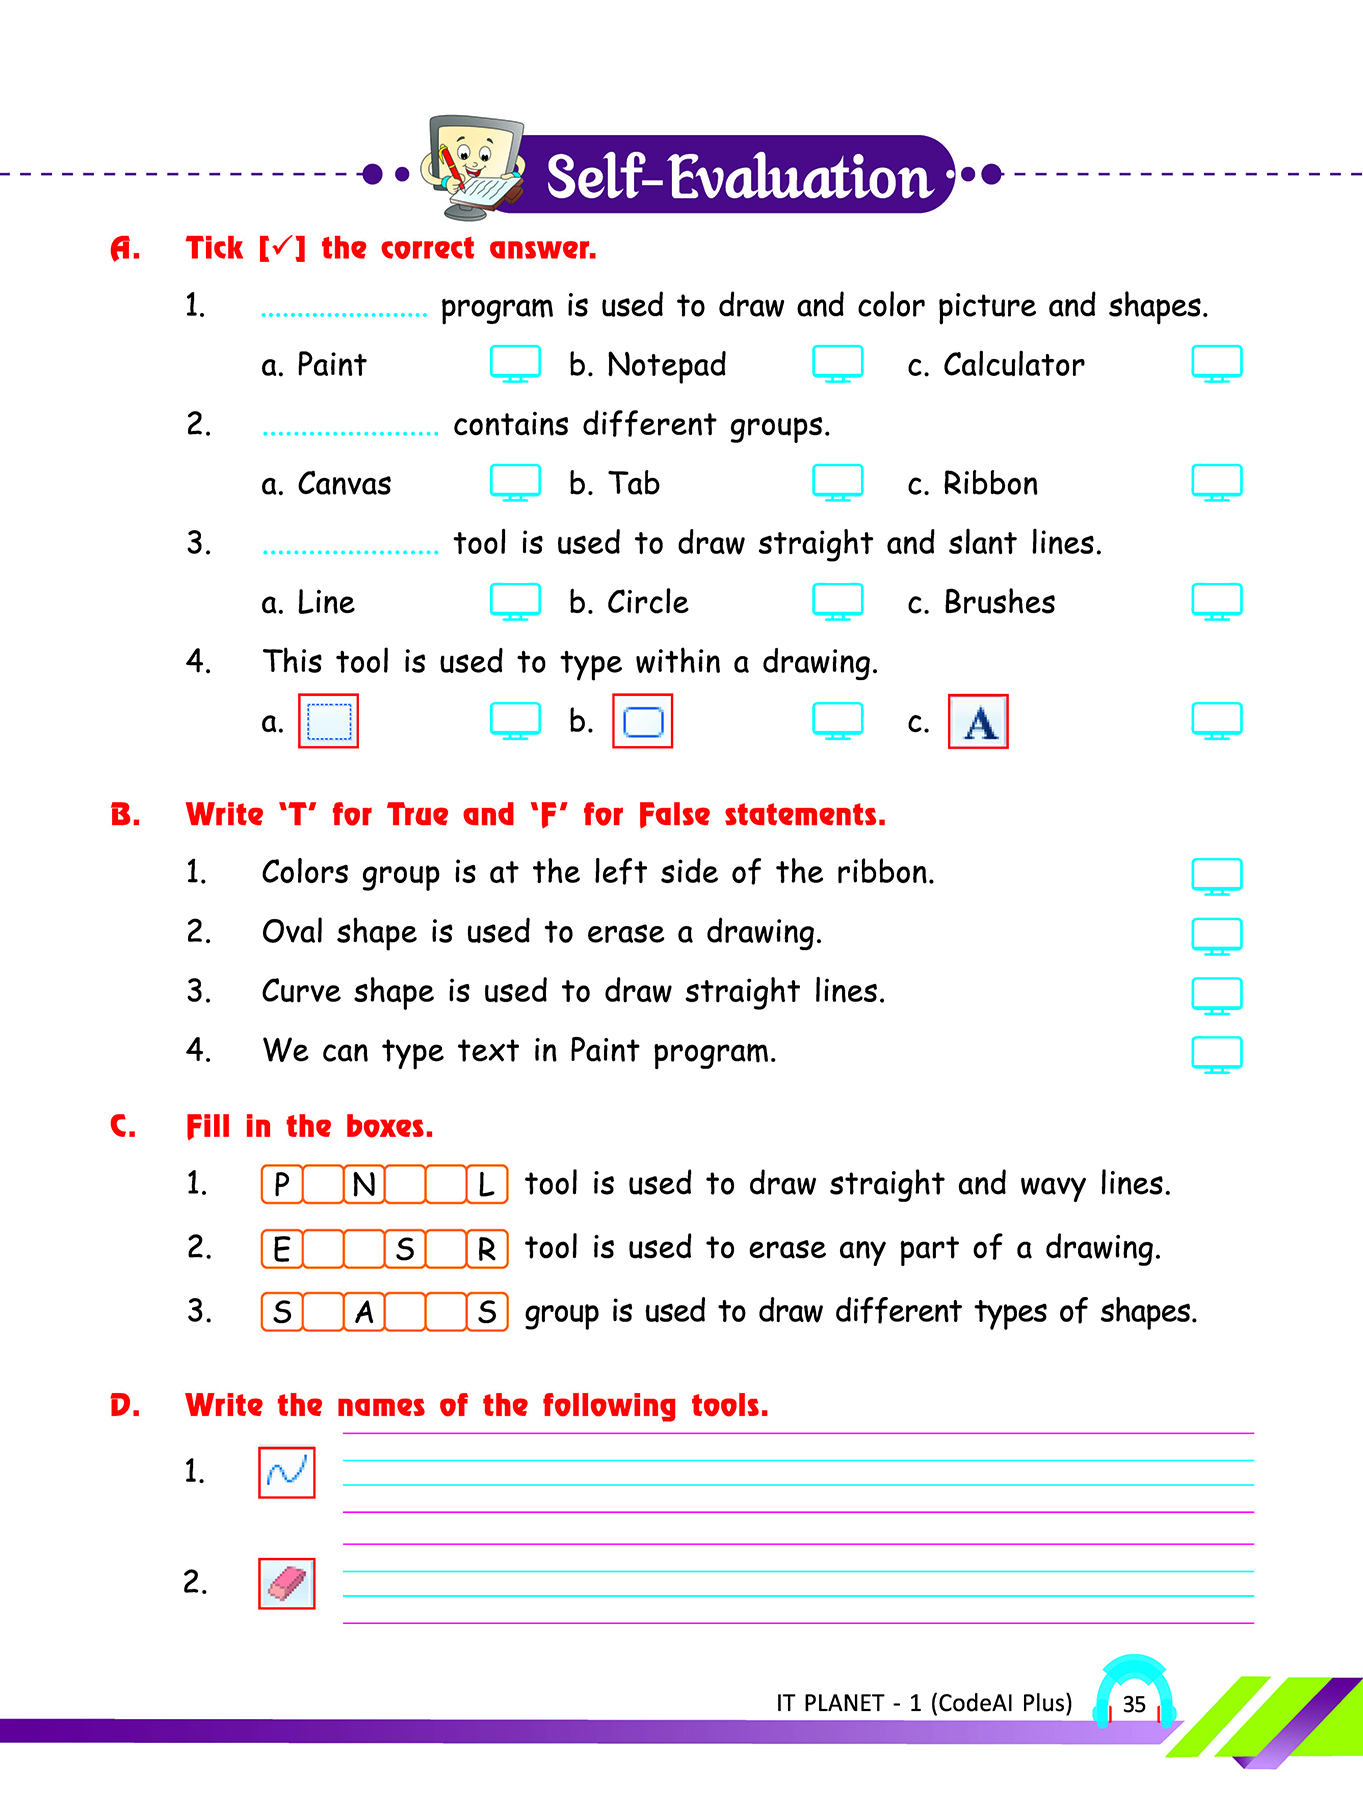 Self-Evaluation
A. Tick [✓] the correct answer.
1. ...................... program is used to draw and color picture and shapes.
a. Paint b. Notepad c. Calculator
2. ....................... contains different groups.
a. Canvas b. Tab c. Ribbon
3. ....................... tool is used to draw straight and slant lines.
a. Line b. Circle c. Brushes
4. This tool is used to type within a drawing.
a. b. c. A
B. Write ‘T’ for True and ‘F’ for False statements.
1. Colors group is at the left side of the ribbon.
2. Oval shape is used to erase a drawing.
3. Curve shape is used to draw straight lines.
4. We can type text in Paint program.
C. Fill in the boxes.
1. P N L tool is used to draw straight and wavy lines.
2. E S R tool is used to erase any part of a drawing.
3. S A S group is used to draw different types of shapes.
D. Write the names of the following tools.
1.
2.
IT PLANET - 1 (CodeAI Plus) 35